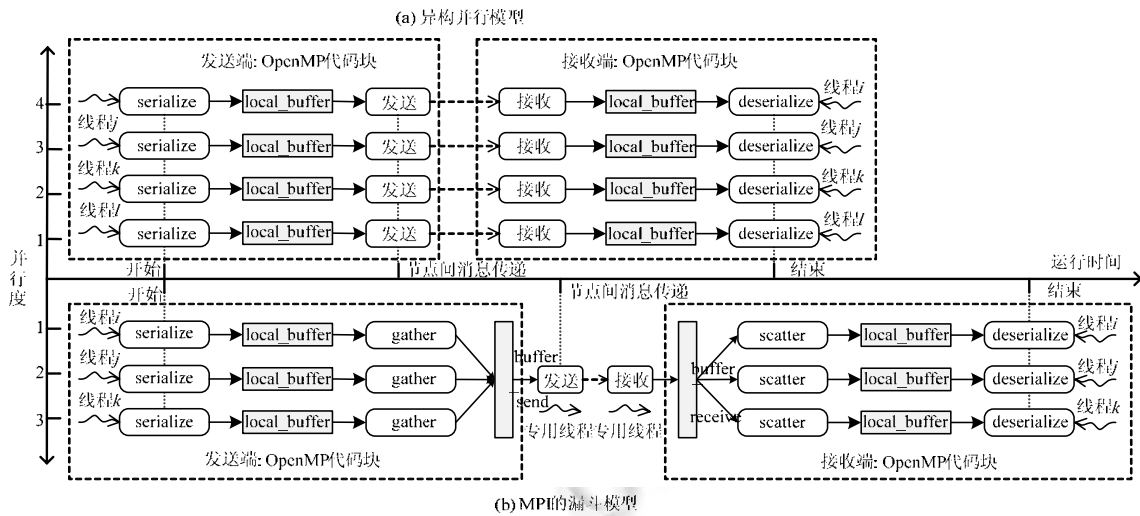 (a) 异构并行模型
发送端: OpenMP代码块
接收端: OpenMP代码块
4 serialize local_buffer 发送 接收 local_buffer deserialize 线程i
线程i
3 serialize local_buffer 发送 接收 local_buffer deserialize 线程j
线程j
2 serialize local_buffer 发送 接收 local_buffer deserialize 线程k
线程k
1 serialize local_buffer 发送 接收 local_buffer deserialize 线程l
线程l
并行度
开始 节点间消息传递 结束 运行时间
开始 节点间消息传递 结束
1 线程i serialize local_buffer gather scatter local_buffer deserialize 线程i
2 线程j serialize local_buffer gather buffer_send 发送 接收 buffer_receive scatter local_buffer deserialize 线程j
3 线程k serialize local_buffer gather 专用线程 专用线程 scatter local_buffer deserialize 线程k
发送端: OpenMP代码块
接收端: OpenMP代码块
(b) MPI的漏斗模型